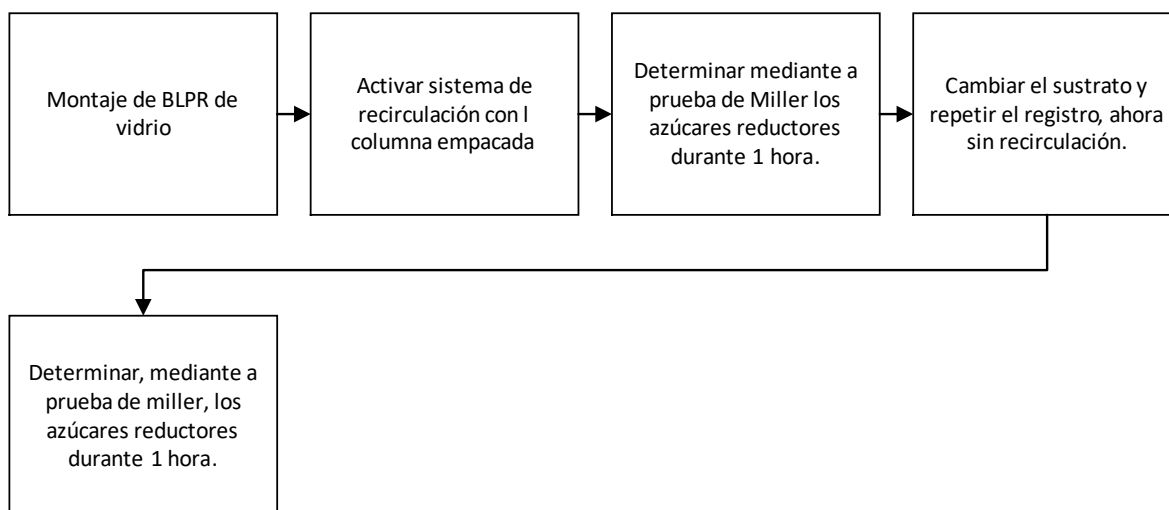 Montaje de BLPR de
vidrio
Activar sistema de
recirculación con l
columna empacada
Determinar mediante a
prueba de Miller los
azúcares reductores
durante 1 hora.
Cambiar el sustrato y
repetir el registro, ahora
sin recirculación.
Determinar, mediante a
prueba de miller, los
azúcares reductores
durante 1 hora.